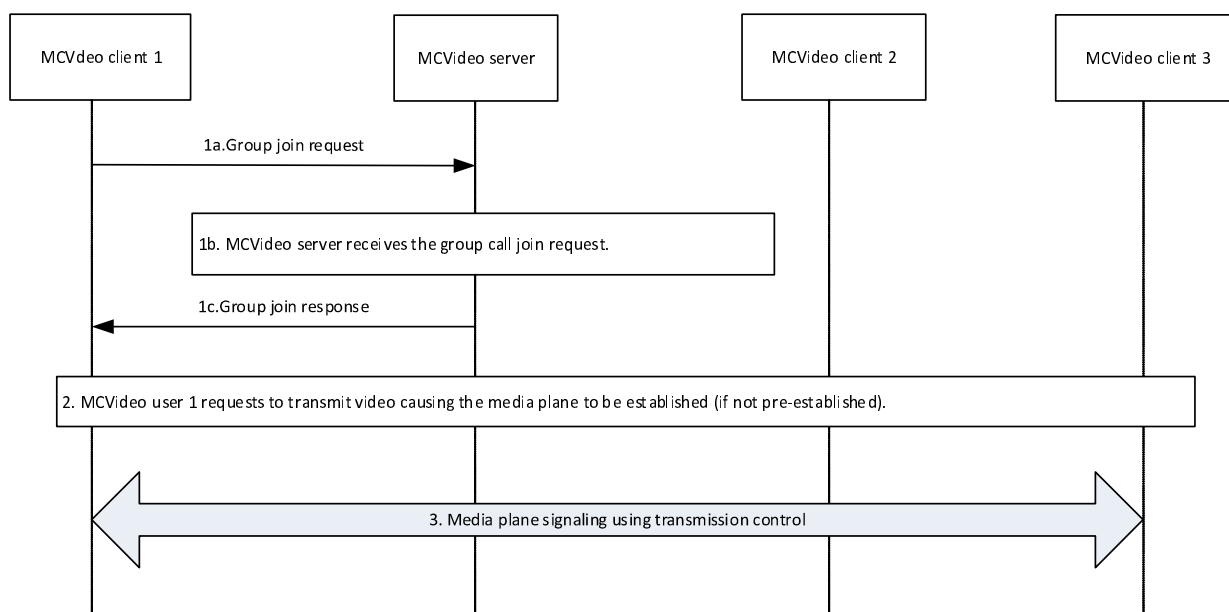 MCVdeo client 1
MCVideo server
MCVideo client 2
MCVideo client 3
1a.Group join request
1b. MCVideo server receives the group call join request.
1c.Group join response
2. MCVideo user 1 requests to transmit video causing the media plane to be established (if not pre-established).
3. Media plane signaling using transmission control